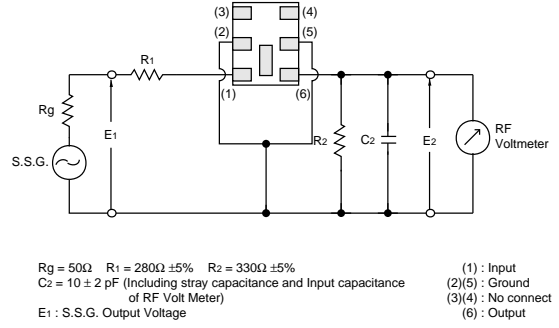 (3) (4)
(2) (5)
R1
(1) (6)
Rg
E1
R2 C2 E2
RF
Voltmeter
S.S.G.
Rg = 50Ω R1 = 280Ω ±5% R2 = 330Ω ±5%
C2 = 10 ± 2 pF (Including stray capacitance and Input capacitance
of RF Volt Meter)
E1 : S.S.G. Output Voltage
(1) : Input
(2)(5) : Ground
(3)(4) : No connect
(6) : Output